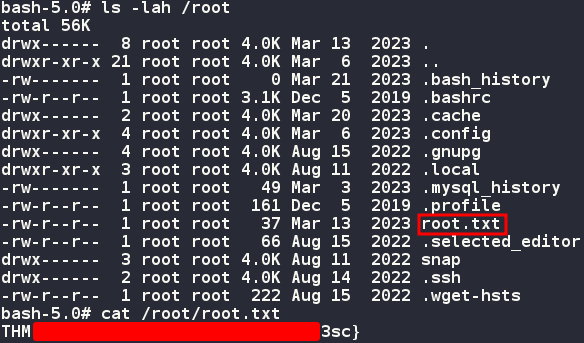 bash-5.0# ls -lah /root
total 56K
drwx------  8 root root 4.0K Mar 13  2023 .
drwxr-xr-x 21 root root 4.0K Mar  6  2023 ..
-rw-------  1 root root    0 Mar 21  2023 .bash_history
-rw-r--r--  1 root root 3.1K Dec  5  2019 .bashrc
drwx------  2 root root 4.0K Mar 20  2023 .cache
drwxr-xr-x  4 root root 4.0K Mar  6  2023 .config
drwx------  4 root root 4.0K Aug 15  2022 .gnupg
drwxr-xr-x  3 root root 4.0K Aug 11  2022 .local
-rw-------  1 root root   49 Mar  3  2023 .mysql_history
-rw-r--r--  1 root root  161 Dec  5  2019 .profile
-rw-r--r--  1 root root   37 Mar 13  2023 root.txt
-rw-r--r--  1 root root   66 Aug 15  2022 .selected_editor
drwx------  3 root root 4.0K Aug 11  2022 snap
drwx------  2 root root 4.0K Aug 14  2022 .ssh
-rw-r--r--  1 root root  222 Aug 15  2022 .wget-hsts
bash-5.0# cat /root/root.txt
THM 3sc}